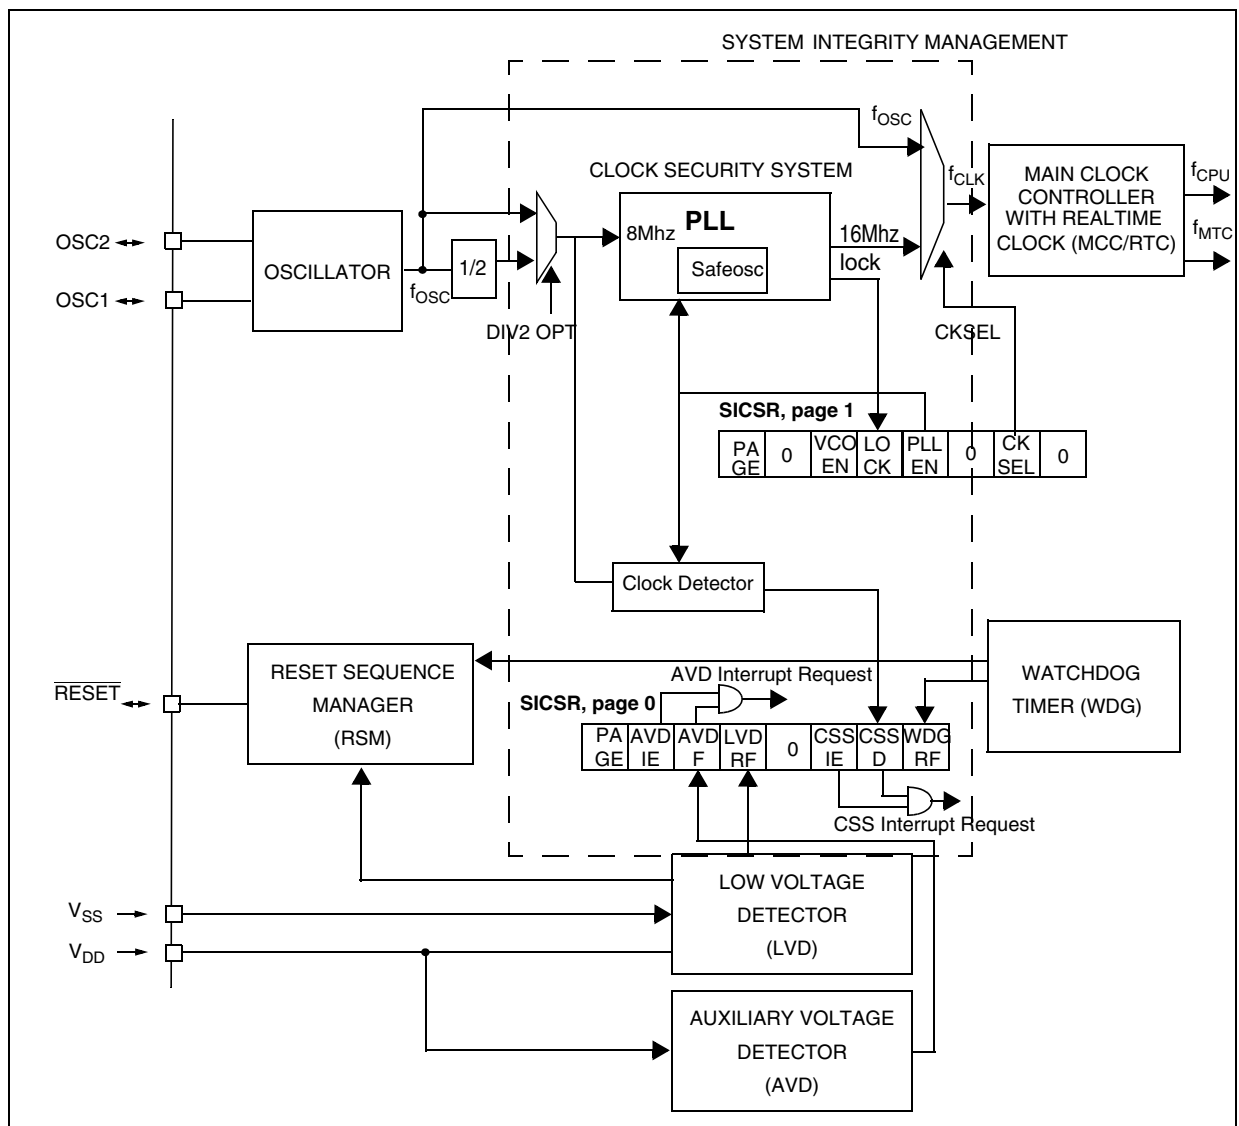 SYSTEM INTEGRITY MANAGEMENT
fOSC
CLOCK SECURITY SYSTEM
fCLK
MAIN CLOCK
CONTROLLER
WITH REALTIME
CLOCK (MCC/RTC)
fCPU
fMTC
8Mhz
PLL
Safeosc
16Mhz
lock
OSC2
OSC1
OSCILLATOR
fOSC
1/2
DIV2 OPT
CKSEL
SICSR, page 1
PA
GE
0
VCO
EN
LO
CK
PLL
EN
0
CK
SEL
0
Clock Detector
RESET
RESET SEQUENCE
MANAGER
(RSM)
AVD Interrupt Request
WATCHDOG
TIMER (WDG)
SICSR, page 0
PA
GE
AVD
IE
AVD
F
LVD
RF
0
CSS
IE
CSS
D
WDG
RF
CSS Interrupt Request
VSS
VDD
LOW VOLTAGE
DETECTOR
(LVD)
AUXILIARY VOLTAGE
DETECTOR
(AVD)